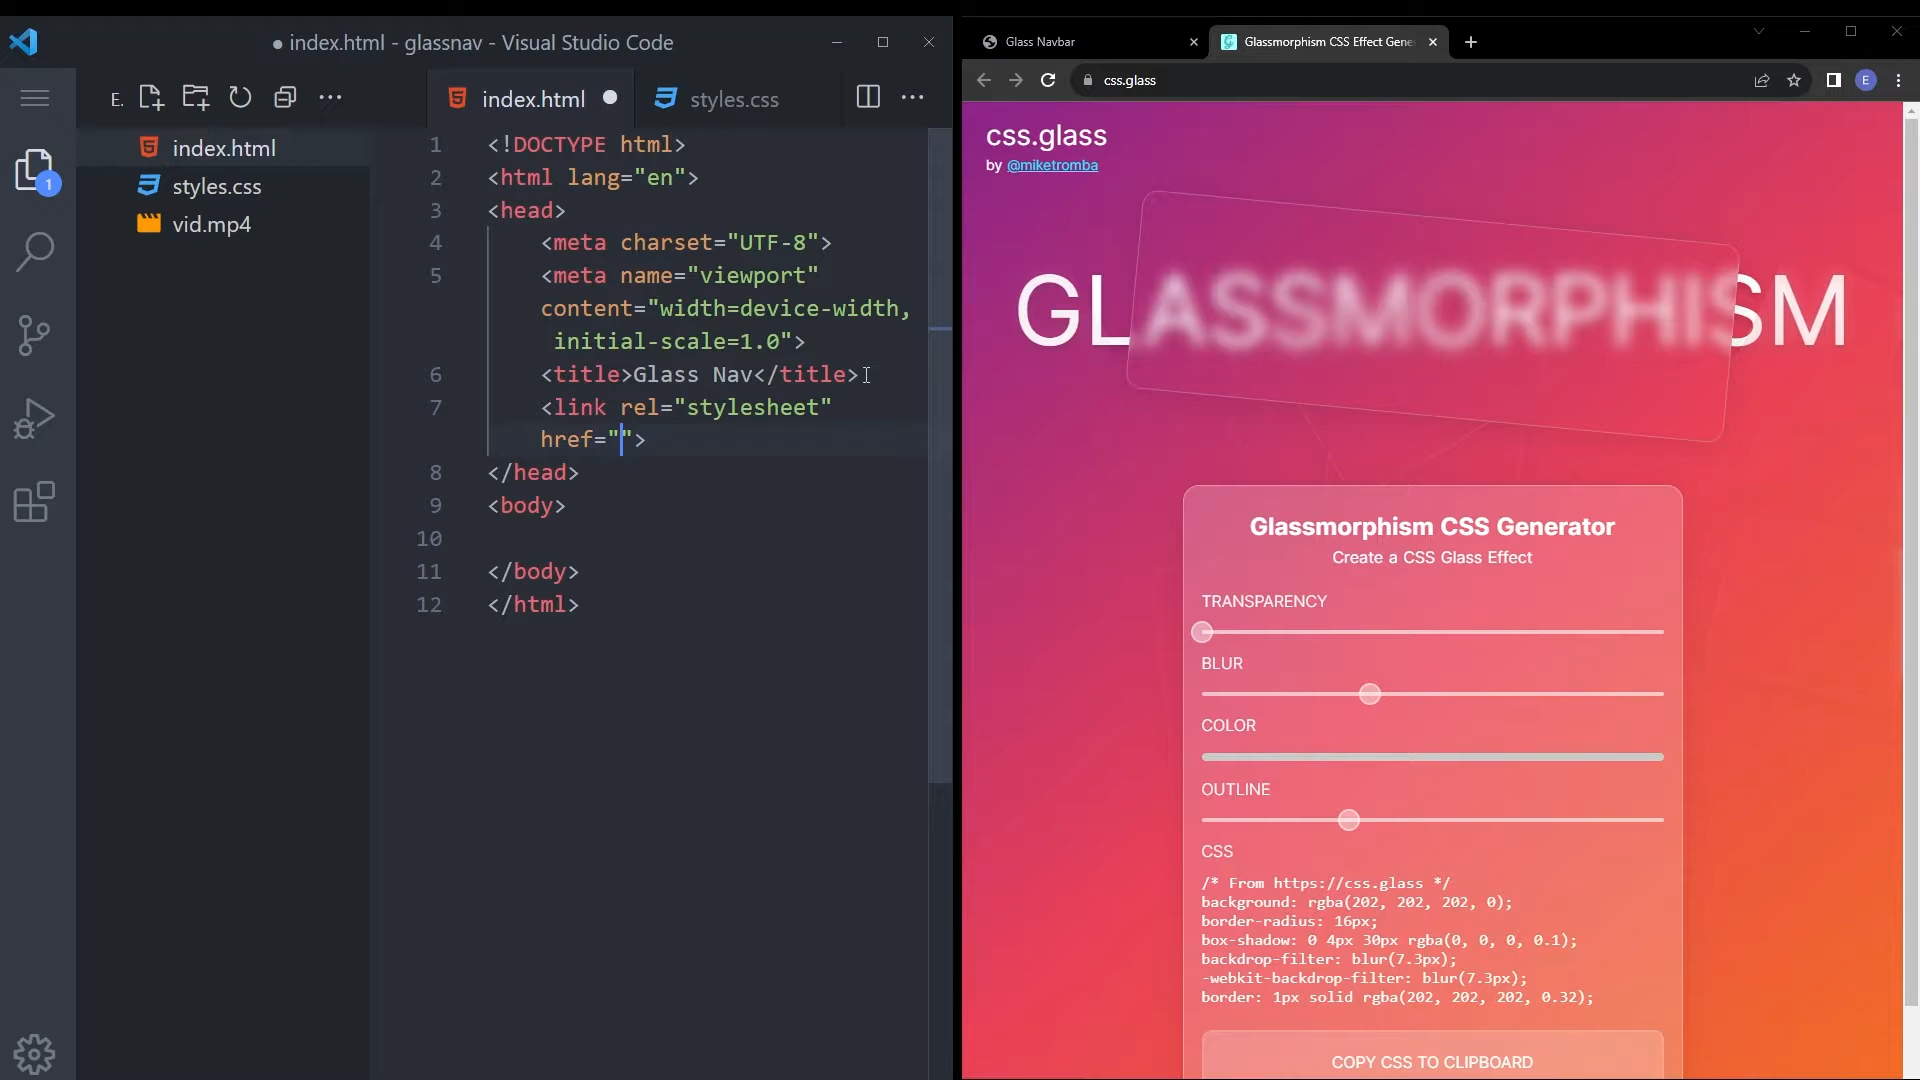 ● index.html - glassnav - Visual Studio Code
E.
index.html
styles.css
vid.mp4
1
index.html
styles.css
1 <!DOCTYPE html>
2 <html lang="en">
3 <head>
4 <meta charset="UTF-8">
5 <meta name="viewport"
content="width=device-width,
initial-scale=1.0">
6 <title>Glass Nav</title>
7 <link rel="stylesheet"
href="">
8 </head>
9 <body>
10
11 </body>
12 </html>
Glass Navbar
Glassmorphism CSS Effect Gene
css.glass
E
css.glass
by @miketromba
GLASSMORPHISM
Glassmorphism CSS Generator
Create a CSS Glass Effect
TRANSPARENCY
BLUR
COLOR
OUTLINE
CSS
/* From https://css.glass */
background: rgba(202, 202, 202, 0);
border-radius: 16px;
box-shadow: 0 4px 30px rgba(0, 0, 0, 0.1);
backdrop-filter: blur(7.3px);
-webkit-backdrop-filter: blur(7.3px);
border: 1px solid rgba(202, 202, 202, 0.32);
COPY CSS TO CLIPBOARD